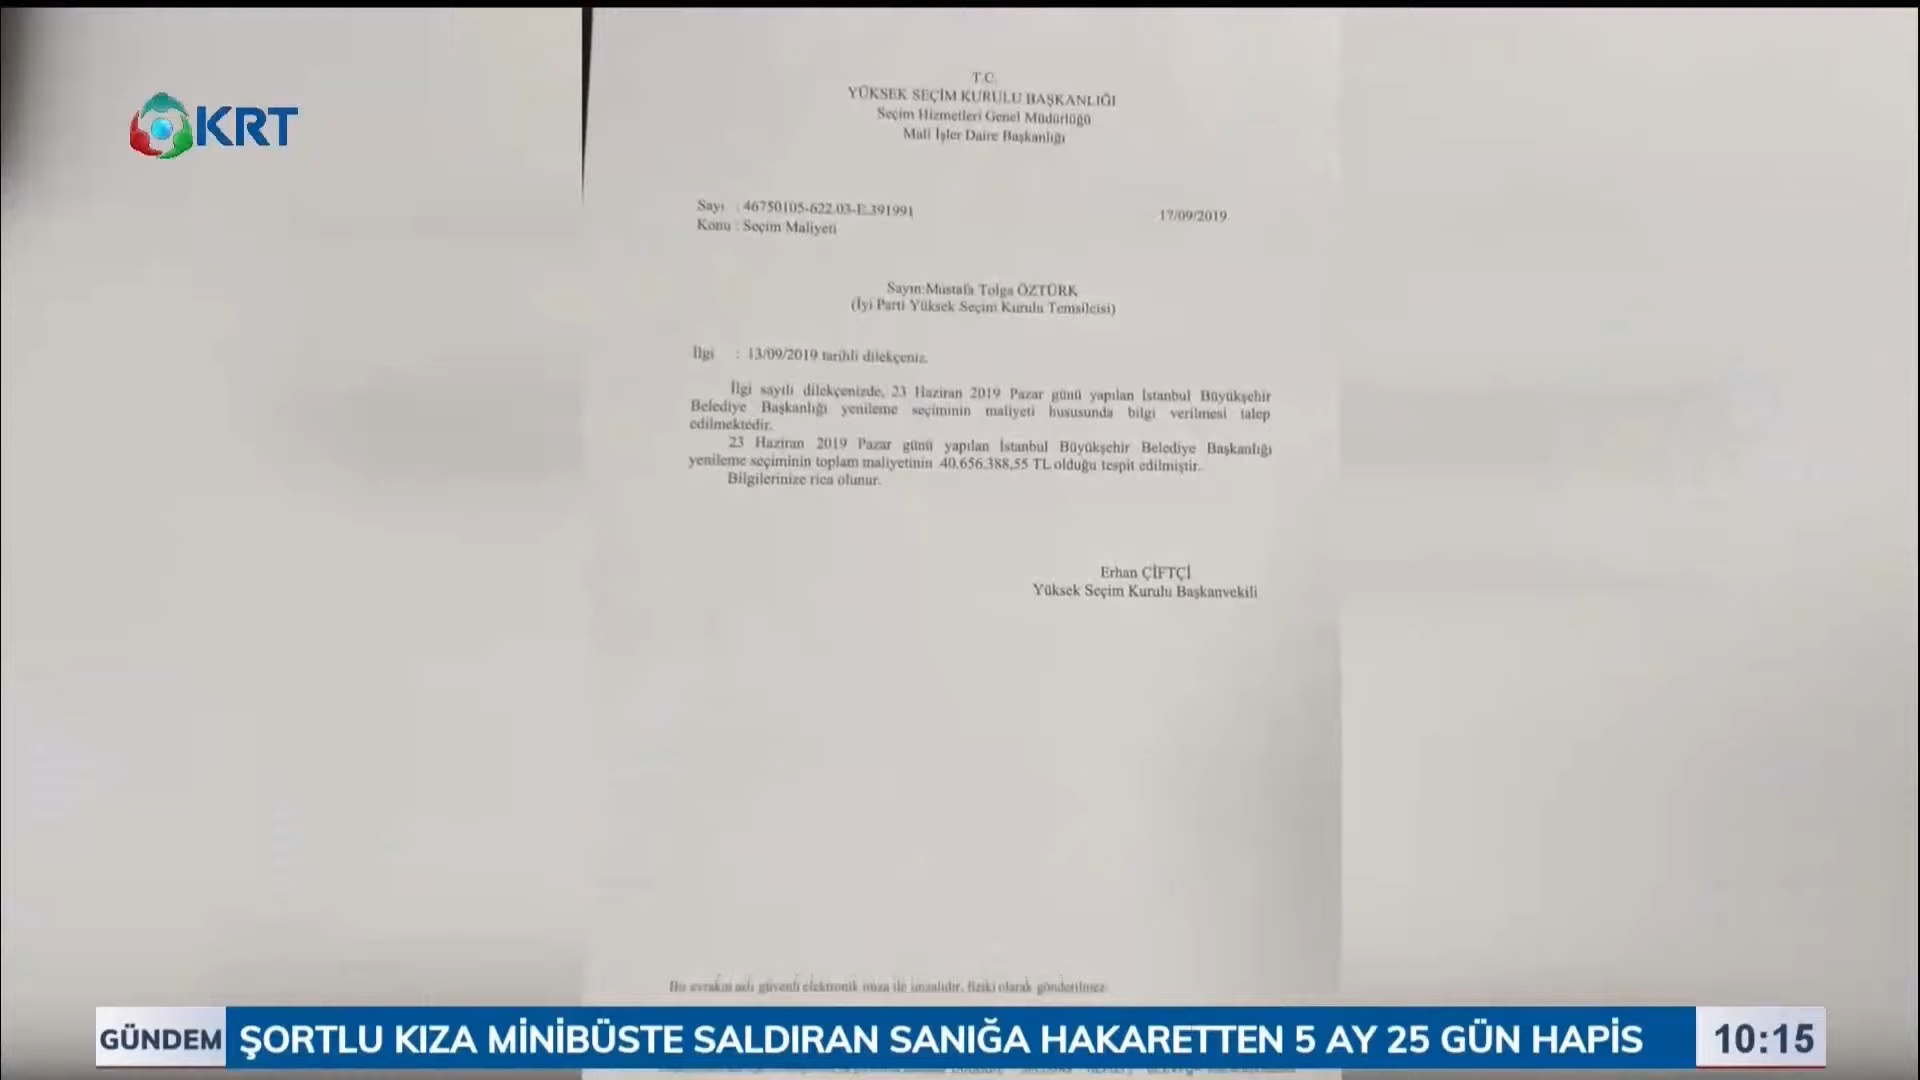 KRT
T.C.
YÜKSEK SEÇİM KURULU BAŞKANLIĞI
Seçim Hizmetleri Genel Müdürlüğü
Mali İşler Daire Başkanlığı
Sayı : 46750105-622.03-E.391991
17/09/2019
Konu : Seçim Maliyeti
Sayın:Mustafa Tolga ÖZTÜRK
(İyi Parti Yüksek Seçim Kurulu Temsilcisi)
İlgi : 13/09/2019 tarihli dilekçeniz.
İlgi sayılı dilekçenizde, 23 Haziran 2019 Pazar günü yapılan İstanbul Büyükşehir
Belediye Başkanlığı yenileme seçiminin maliyeti hususunda bilgi verilmesi talep
edilmektedir.
23 Haziran 2019 Pazar günü yapılan İstanbul Büyükşehir Belediye Başkanlığı
yenileme seçiminin toplam maliyetinin 40.656.388,55 TL olduğu tespit edilmiştir.
Bilgilerinize rica olunur.
Erhan ÇİFTÇİ
Yüksek Seçim Kurulu Başkanvekili
Bu evrakın aslı güvenli elektronik imza ile imzalıdır, fiziki olarak gönderilmez.
GÜNDEM ŞORTLU KIZA MİNİBÜSTE SALDIRAN SANIĞA HAKARETTEN 5 AY 25 GÜN HAPİS 10:15